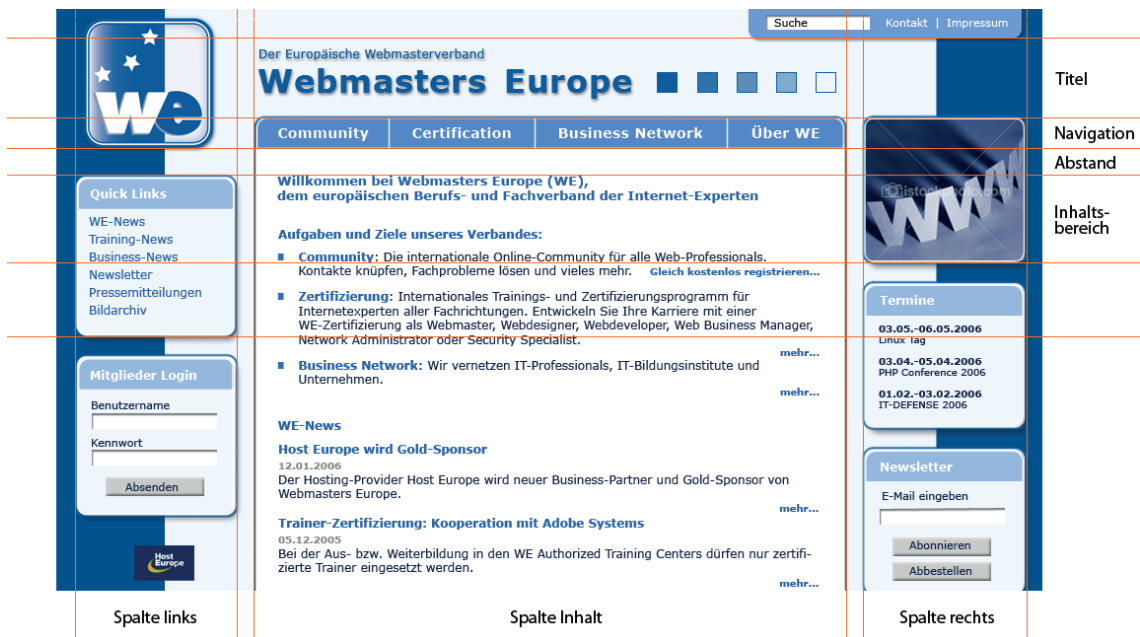 Suche
Kontakt | Impressum
we
Der Europäische Webmasterverband
Webmasters Europe
Titel
Community
Certification
Business Network
Über WE
Navigation
Abstand
Quick Links
WE-News
Training-News
Business-News
Newsletter
Pressemitteilungen
Bildarchiv
Mitglieder Login
Benutzername
Kennwort
Absenden
Host
Europe
Willkommen bei Webmasters Europe (WE),
dem europäischen Berufs- und Fachverband der Internet-Experten
Aufgaben und Ziele unseres Verbandes:
Community: Die internationale Online-Community für alle Web-Professionals.
Kontakte knüpfen, Fachprobleme lösen und vieles mehr. Gleich kostenlos registrieren...
Zertifizierung: Internationales Trainings- und Zertifizierungsprogramm für
Internetexperten aller Fachrichtungen. Entwickeln Sie Ihre Karriere mit einer
WE-Zertifizierung als Webmaster, Webdesigner, Webdeveloper, Web Business Manager,
Network Administrator oder Security Specialist.
mehr...
Business Network: Wir vernetzen IT-Professionals, IT-Bildungsinstitute und
Unternehmen.
mehr...
WE-News
Host Europe wird Gold-Sponsor
12.01.2006
Der Hosting-Provider Host Europe wird neuer Business-Partner und Gold-Sponsor von
Webmasters Europe.
mehr...
Trainer-Zertifizierung: Kooperation mit Adobe Systems
05.12.2005
Bei der Aus- bzw. Weiterbildung in den WE Authorized Training Centers dürfen nur zertifi-
zierte Trainer eingesetzt werden.
mehr...
istockphoto.com
WWW
Inhalts-
bereich
Termine
03.05.-06.05.2006
Linux Tag
03.04.-05.04.2006
PHP Conference 2006
01.02.-03.02.2006
IT-DEFENSE 2006
Newsletter
E-Mail eingeben
Abonnieren
Abbestellen
Spalte links
Spalte Inhalt
Spalte rechts